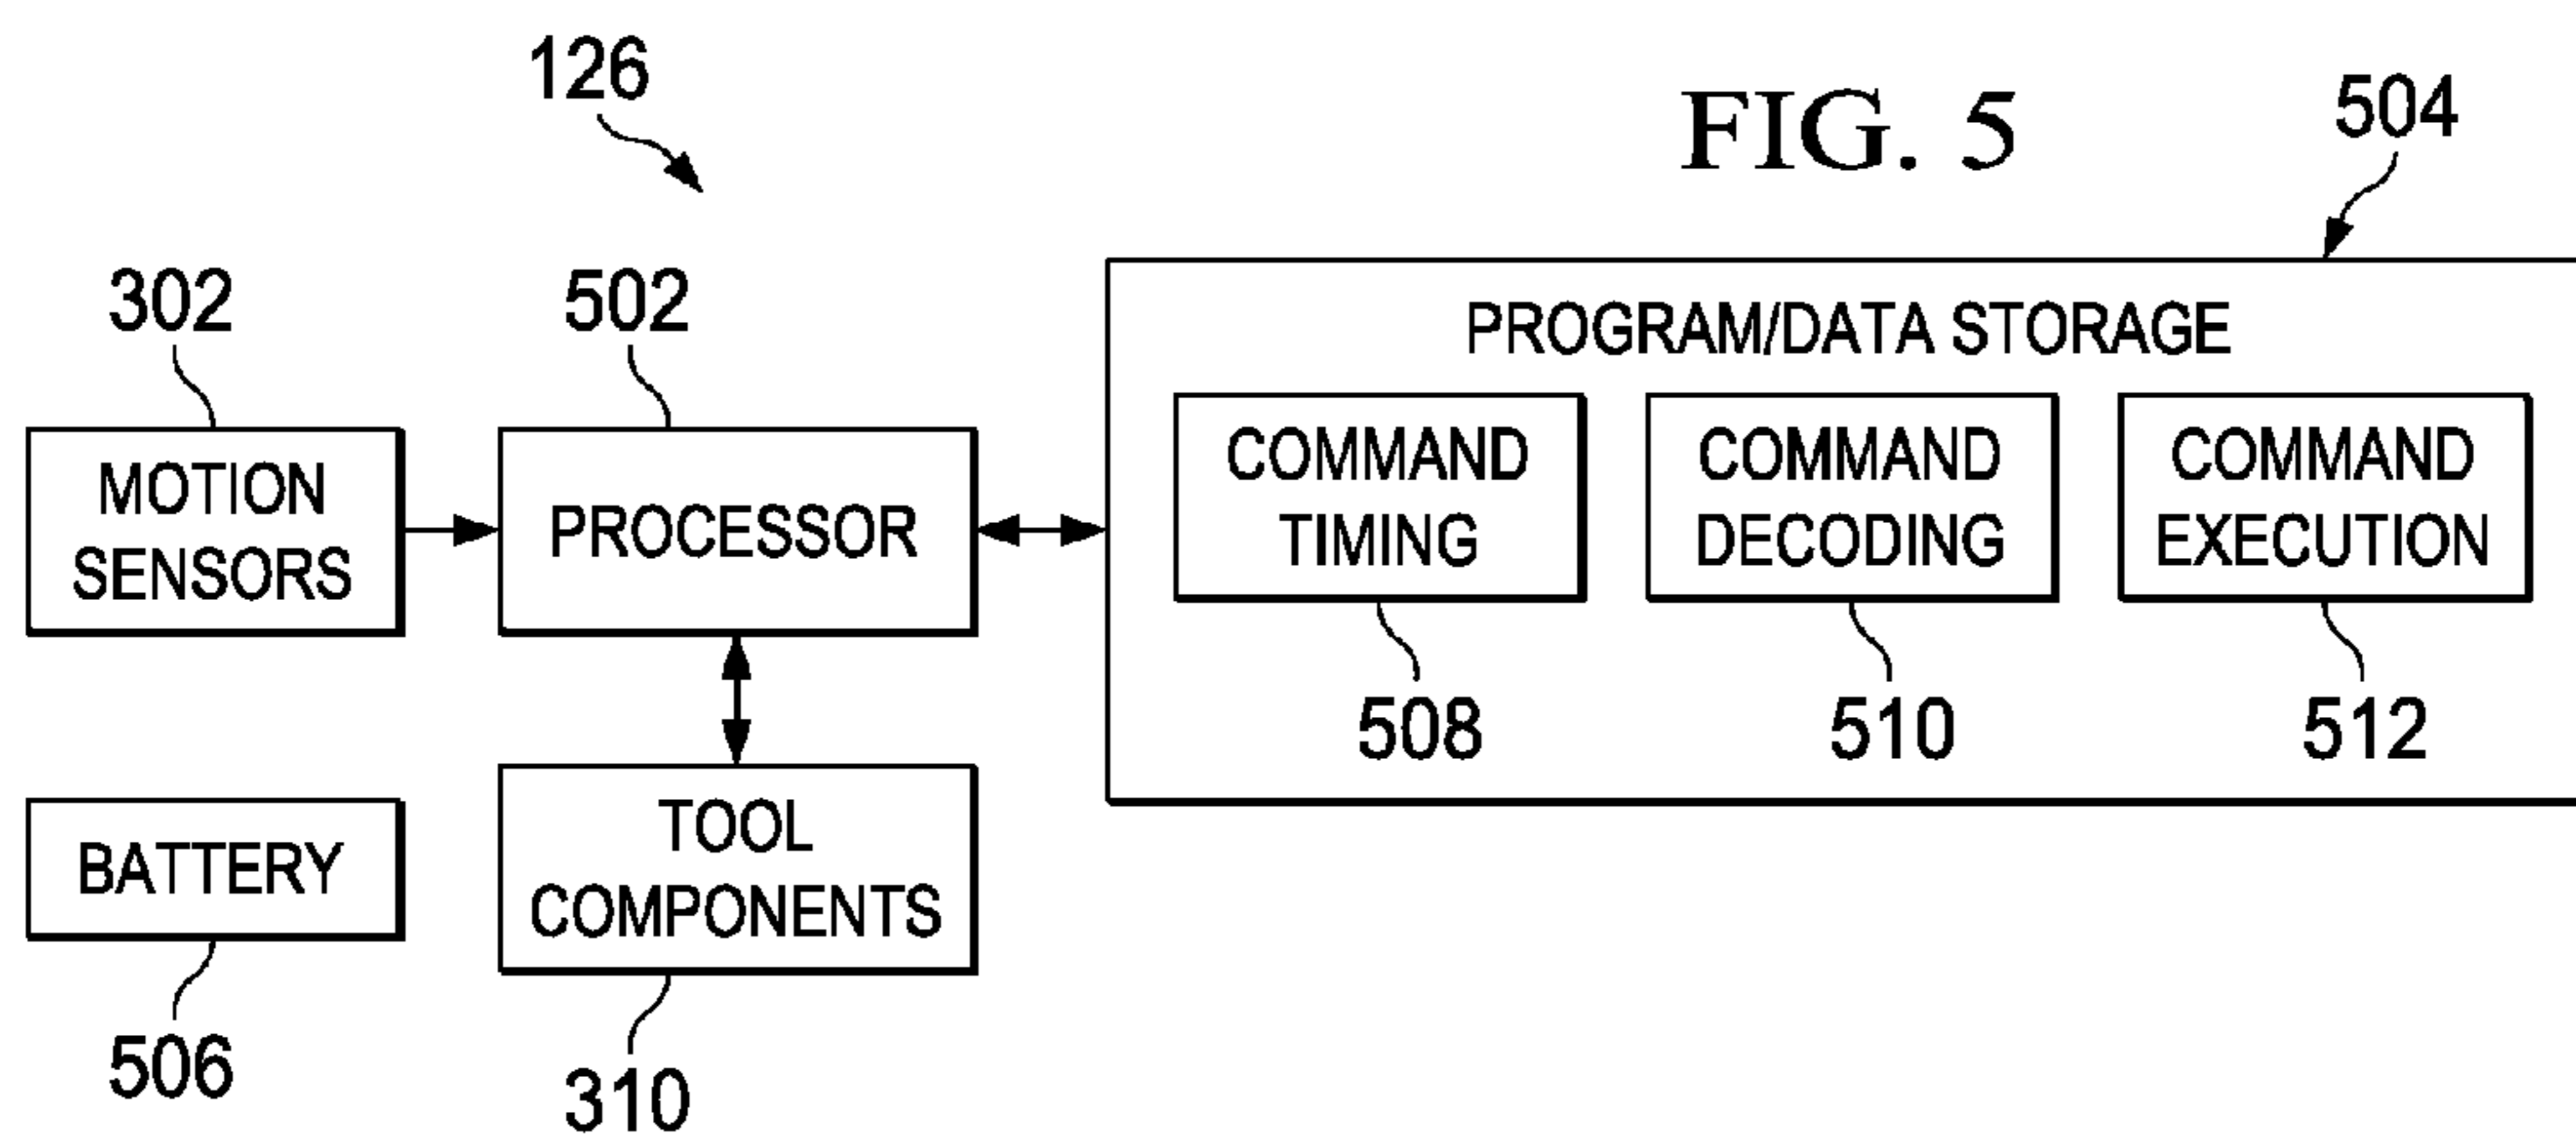 126
FIG. 5
504
302
502
PROGRAM/DATA STORAGE
MOTION
SENSORS
PROCESSOR
COMMAND
TIMING
COMMAND
DECODING
COMMAND
EXECUTION
508
510
512
BATTERY
TOOL
COMPONENTS
506
310